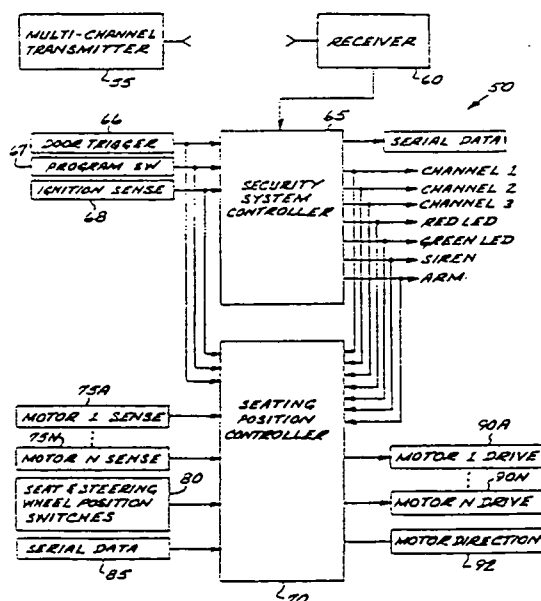 MULTI-CHANNEL
TRANSMITTER
55
RECEIVER
60
50
66
67
DOOR TRIGGER
PROGRAM SW
IGNITION SENSE
68
65
SECURITY
SYSTEM
CONTROLLER
SERIAL DATA
CHANNEL 1
CHANNEL 2
CHANNEL 3
RED LED
GREEN LED
SIREN
ARM
SEATING
POSITION
CONTROLLER
70
75A
MOTOR 1 SENSE
75N
MOTOR N SENSE
80
SEAT & STEERING
WHEEL POSITION
SWITCHES
SERIAL DATA
85
90A
MOTOR 1 DRIVE
90N
MOTOR N DRIVE
MOTOR DIRECTION
92